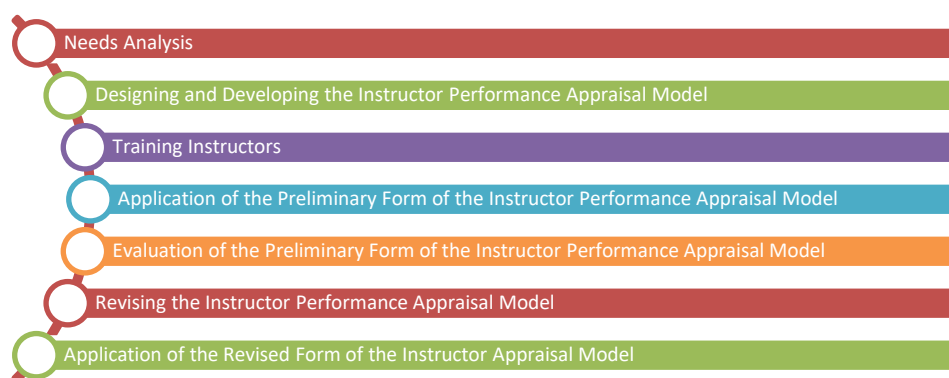 Needs Analysis
Designing and Developing the Instructor Performance Appraisal Model
Training Instructors
Application of the Preliminary Form of the Instructor Performance Appraisal Model
Evaluation of the Preliminary Form of the Instructor Performance Appraisal Model
Revising the Instructor Performance Appraisal Model
Application of the Revised Form of the Instructor Appraisal Model